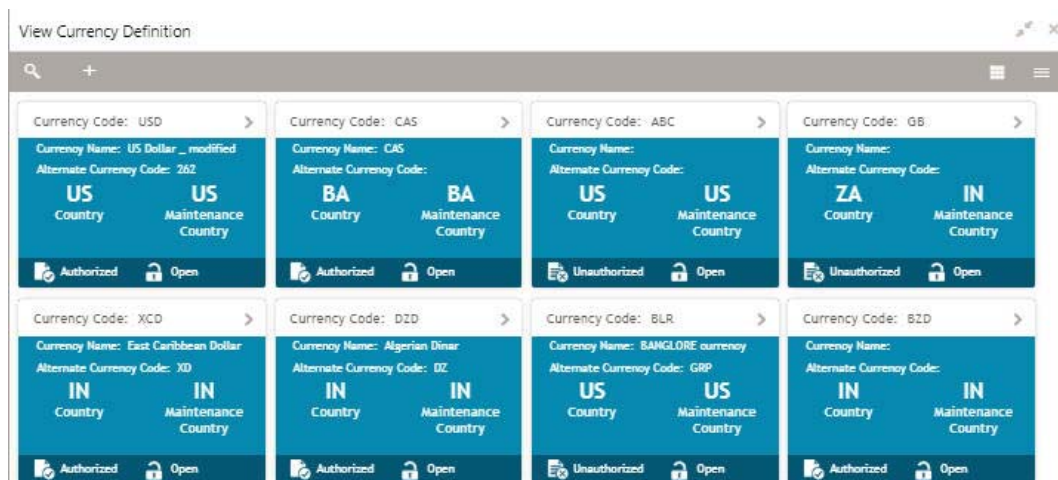 View Currency Definition
Currency Code: USD
Currency Name: US Dollar _ modified
Alternate Currency Code: 262
US US
Country Maintenance
Country
Authorized Open
Currency Code: CAS
Currency Name: CAS
Alternate Currency Code:
BA BA
Country Maintenance
Country
Authorized Open
Currency Code: ABC
Currency Name:
Alternate Currency Code:
US US
Country Maintenance
Country
Unauthorized Open
Currency Code: GB
Currency Name:
Alternate Currency Code:
ZA IN
Country Maintenance
Country
Unauthorized Open
Currency Code: XCD
Currency Name: East Caribbean Dollar
Alternate Currency Code: XD
IN IN
Country Maintenance
Country
Authorized Open
Currency Code: DZD
Currency Name: Algerian Dinar
Alternate Currency Code: DZ
IN IN
Country Maintenance
Country
Authorized Open
Currency Code: BLR
Currency Name: BANGLORE currency
Alternate Currency Code: GRP
US US
Country Maintenance
Country
Unauthorized Open
Currency Code: BZD
Currency Name:
Alternate Currency Code:
IN IN
Country Maintenance
Country
Authorized Open